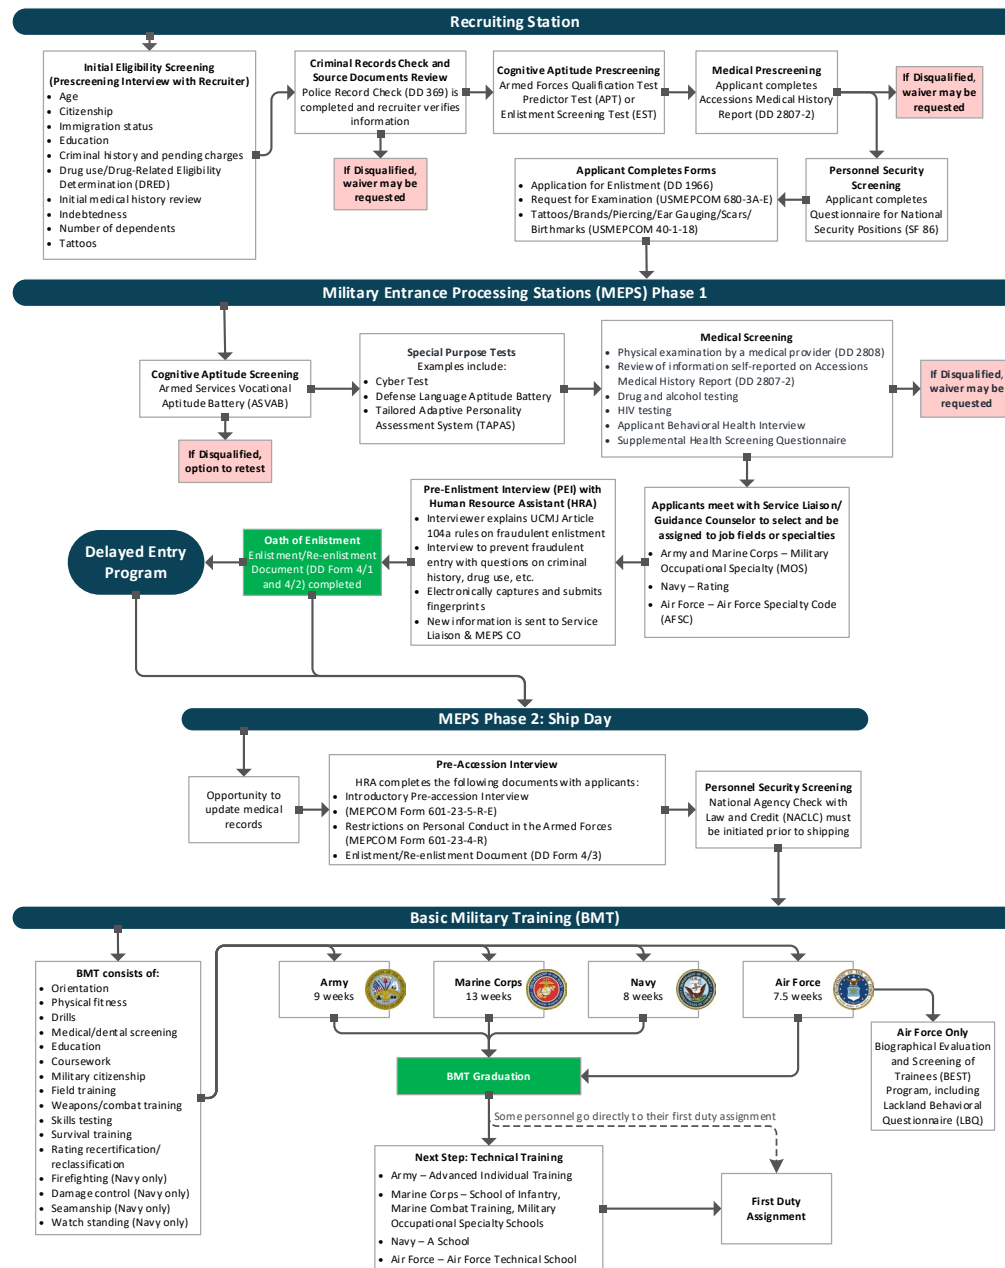 Recruiting Station
Initial Eligibility Screening
(Prescreening Interview with Recruiter)
• Age
• Citizenship
• Immigration status
• Education
• Criminal history and pending charges
• Drug use/Drug-Related Eligibility
Determination (DRED)
• Initial medical history review
• Indebtedness
• Number of dependents
• Tattoos
Criminal Records Check and
Source Documents Review
Police Record Check (DD 369) is
completed and recruiter verifies
information
If Disqualified,
waiver may be
requested
Cognitive Aptitude Prescreening
Armed Forces Qualification Test
Predictor Test (APT) or
Enlistment Screening Test (EST)
Medical Prescreening
Applicant completes
Accessions Medical History
Report (DD 2807-2)
If Disqualified,
waiver may be
requested
Personnel Security
Screening
Applicant completes
Questionnaire for National
Security Positions (SF 86)
Applicant Completes Forms
• Application for Enlistment (DD 1966)
• Request for Examination (USMEPCOM 680-3A-E)
• Tattoos/Brands/Piercing/Ear Gauging/Scars/
Birthmarks (USMEPCOM 40-1-18)
Military Entrance Processing Stations (MEPS) Phase 1
Cognitive Aptitude Screening
Armed Services Vocational
Aptitude Battery (ASVAB)
If Disqualified,
option to retest
Special Purpose Tests
Examples include:
• Cyber Test
• Defense Language Aptitude Battery
• Tailored Adaptive Personality
Assessment System (TAPAS)
Medical Screening
• Physical examination by a medical provider (DD 2808)
• Review of information self-reported on Accessions
Medical History Report (DD 2807-2)
• Drug and alcohol testing
• HIV testing
• Applicant Behavioral Health Interview
• Supplemental Health Screening Questionnaire
If Disqualified,
waiver may be
requested
Applicants meet with Service Liaison/
Guidance Counselor to select and be
assigned to job fields or specialties
• Army and Marine Corps – Military
Occupational Specialty (MOS)
• Navy – Rating
• Air Force – Air Force Specialty Code
(AFSC)
Pre-Enlistment Interview (PEI) with
Human Resource Assistant (HRA)
• Interviewer explains UCMJ Article
104a rules on fraudulent enlistment
• Interview to prevent fraudulent
entry with questions on criminal
history, drug use, etc.
• Electronically captures and submits
fingerprints
• New information is sent to Service
Liaison & MEPS CO
Oath of Enlistment
Enlistment/Re-enlistment
Document (DD Form 4/1
and 4/2) completed
Delayed Entry
Program
MEPS Phase 2: Ship Day
Opportunity to
update medical
records
Pre-Accession Interview
HRA completes the following documents with applicants:
• Introductory Pre-accession Interview
• (MEPCOM Form 601-23-5-R-E)
• Restrictions on Personal Conduct in the Armed Forces
(MEPCOM Form 601-23-4-R)
• Enlistment/Re-enlistment Document (DD Form 4/3)
Personnel Security Screening
National Agency Check with
Law and Credit (NACLC) must
be initiated prior to shipping
Basic Military Training (BMT)
BMT consists of:
• Orientation
• Physical fitness
• Drills
• Medical/dental screening
• Education
• Coursework
• Military citizenship
• Field training
• Weapons/combat training
• Skills testing
• Survival training
• Rating recertification/
reclassification
• Firefighting (Navy only)
• Damage control (Navy only)
• Seamanship (Navy only)
• Watch standing (Navy only)
Army
9 weeks
Marine Corps
13 weeks
Navy
8 weeks
Air Force
7.5 weeks
Air Force Only
Biographical Evaluation
and Screening of
Trainees (BEST)
Program, including
Lackland Behavioral
Questionnaire (LBQ)
BMT Graduation
Some personnel go directly to their first duty assignment
Next Step: Technical Training
• Army – Advanced Individual Training
• Marine Corps – School of Infantry,
Marine Combat Training, Military
Occupational Specialty Schools
• Navy – A School
• Air Force – Air Force Technical School
First Duty
Assignment